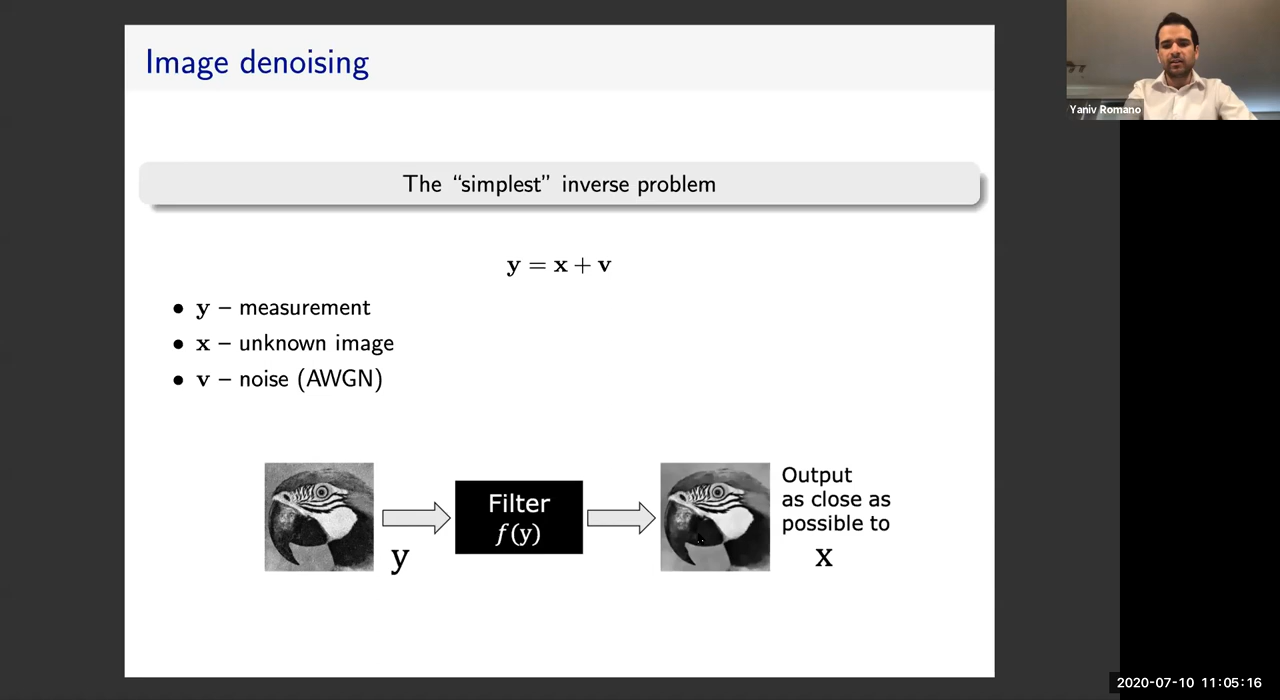 Image denoising
Yaniv Romano
The “simplest” inverse problem
y = x + v
• y – measurement
• x – unknown image
• v – noise (AWGN)
y
Filter
f(y)
Output
as close as
possible to
x
2020-07-10 11:05:16